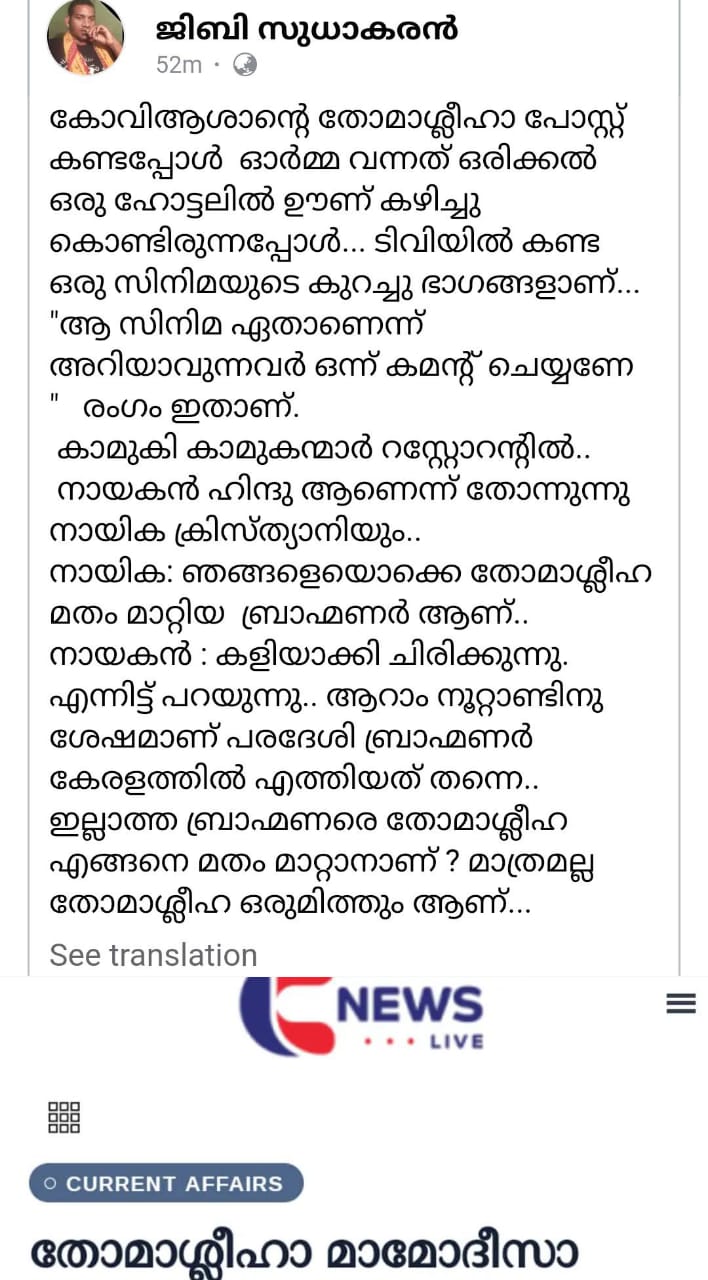 ജിബി സുധാകരൻ
52m ·
കോവിആശാന്റെ തോമാശ്ലീഹാ പോസ്റ്റ്
കണ്ടപ്പോൾ ഓർമ്മ വന്നത് ഒരിക്കൽ
ഒരു ഹോട്ടലിൽ ഊണ് കഴിച്ചു
കൊണ്ടിരുന്നപ്പോൾ... ടിവിയിൽ കണ്ട
ഒരു സിനിമയുടെ കുറച്ചു ഭാഗങ്ങളാണ്...
"ആ സിനിമ ഏതാണെന്ന്
അറിയാവുന്നവർ ഒന്ന് കമന്റ് ചെയ്യണേ
" രംഗം ഇതാണ്.
കാമുകി കാമുകന്മാർ റസ്റ്റോറന്റിൽ..
നായകൻ ഹിന്ദു ആണെന്ന് തോന്നുന്നു
നായിക ക്രിസ്ത്യാനിയും..
നായിക: ഞങ്ങളെയൊക്കെ തോമാശ്ലീഹ
മതം മാറ്റിയ ബ്രാഹ്മണർ ആണ്..
നായകൻ : കളിയാക്കി ചിരിക്കുന്നു.
എന്നിട്ട് പറയുന്നു.. ആറാം നൂറ്റാണ്ടിനു
ശേഷമാണ് പരദേശി ബ്രാഹ്മണർ
കേരളത്തിൽ എത്തിയത് തന്നെ..
ഇല്ലാത്ത ബ്രാഹ്മണരെ തോമാശ്ലീഹ
എങ്ങനെ മതം മാറ്റാനാണ് ? മാത്രമല്ല
തോമാശ്ലീഹ ഒരുമിത്തും ആണ്...
See translation
NEWS
LIVE
CURRENT AFFAIRS
തോമാശ്ലീഹാ മാമോദീസാ